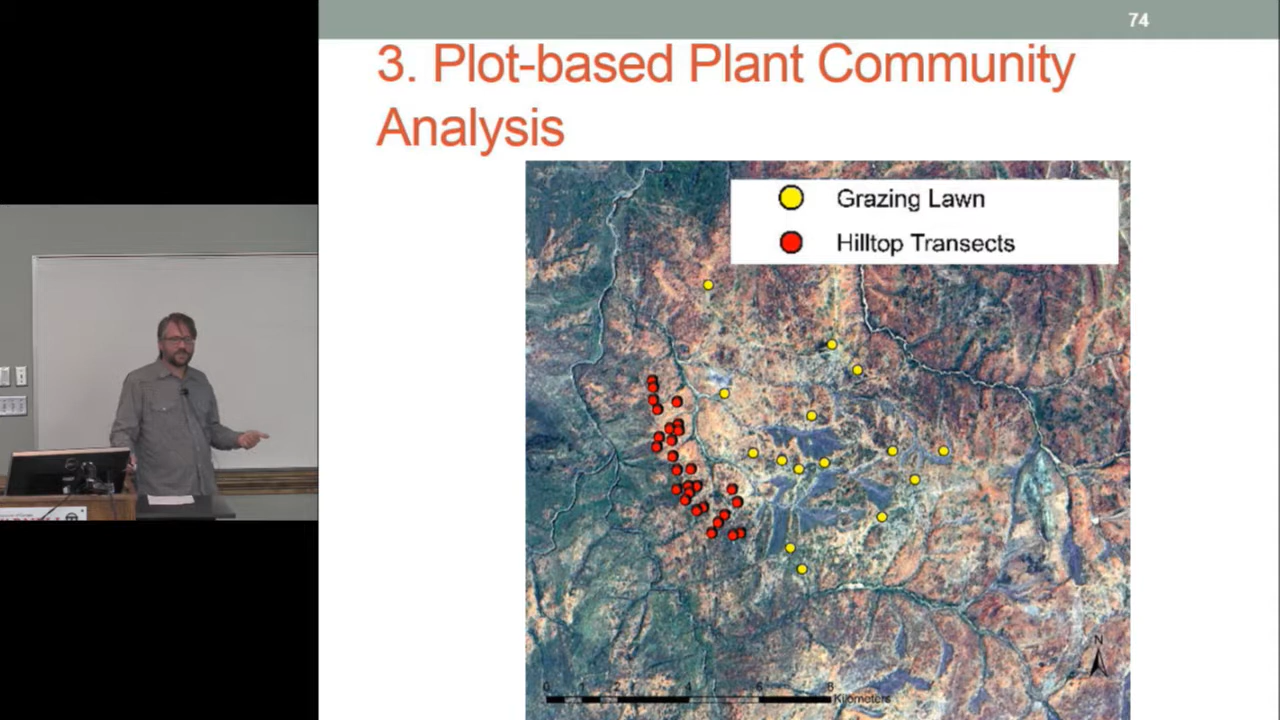 74
3. Plot-based Plant Community
Analysis
Grazing Lawn
Hilltop Transects
N
0 1 2 4 6 8
Kilometers